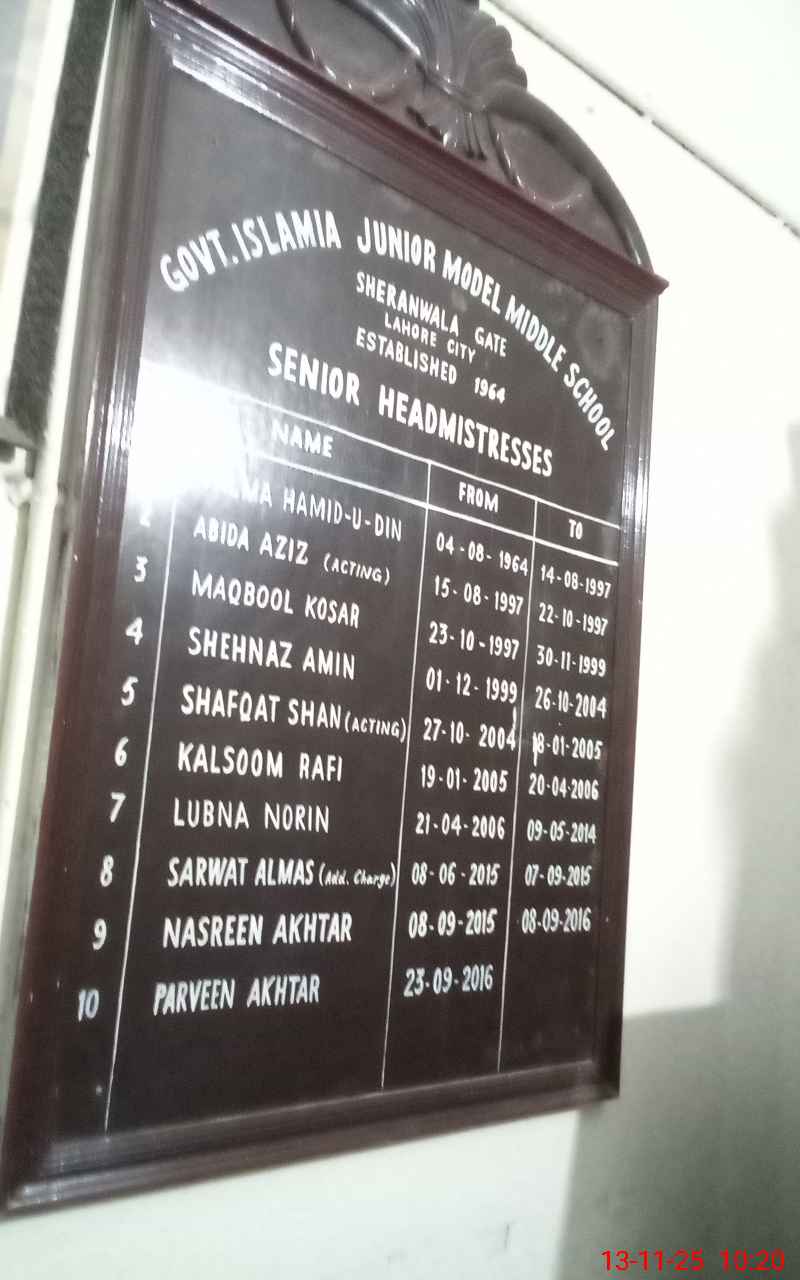 GOVT. ISLAMIA JUNIOR MODEL MIDDLE SCHOOL
SHERANWALA GATE
LAHORE CITY
ESTABLISHED 1964
SENIOR HEADMISTRESSES
NAME FROM TO
HAMID-U-DIN 04-08-1964 14-08-1997
2 ABIDA AZIZ (ACTING) 15-08-1997 22-10-1997
3 MAQBOOL KOSAR 23-10-1997 30-11-1999
4 SHEHNAZ AMIN 01-12-1999 26-10-2004
5 SHAFQAT SHAN (ACTING) 27-10-2004 18-01-2005
6 KALSOOM RAFI 19-01-2005 20-04-2006
7 LUBNA NORIN 21-04-2006 09-05-2014
8 SARWAT ALMAS (Add. Charge) 08-06-2015 07-09-2015
9 NASREEN AKHTAR 08-09-2015 08-09-2016
10 PARVEEN AKHTAR 23-09-2016
13-11-25 10:20